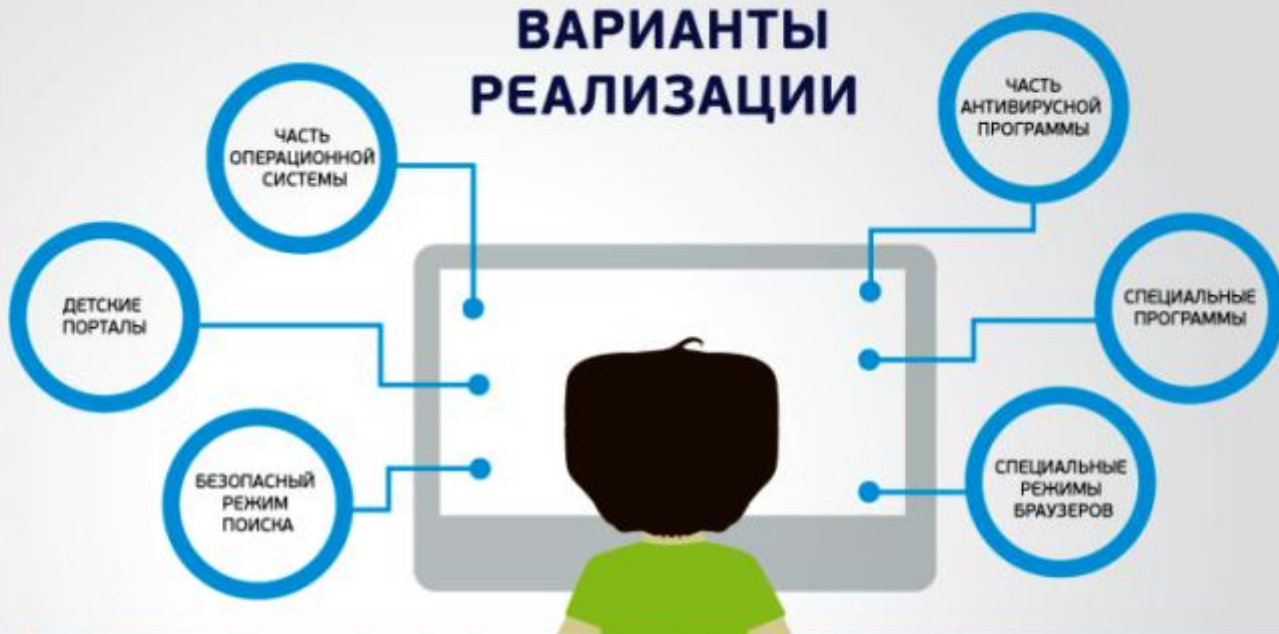 ВАРИАНТЫ
РЕАЛИЗАЦИИ
ЧАСТЬ
ОПЕРАЦИОННОЙ
СИСТЕМЫ
ДЕТСКИЕ
ПОРТАЛЫ
БЕЗОПАСНЫЙ
РЕЖИМ
ПОИСКА
ЧАСТЬ
АНТИВИРУСНОЙ
ПРОГРАММЫ
СПЕЦИАЛЬНЫЕ
ПРОГРАММЫ
СПЕЦИАЛЬНЫЕ
РЕЖИМЫ
БРАУЗЕРОВ